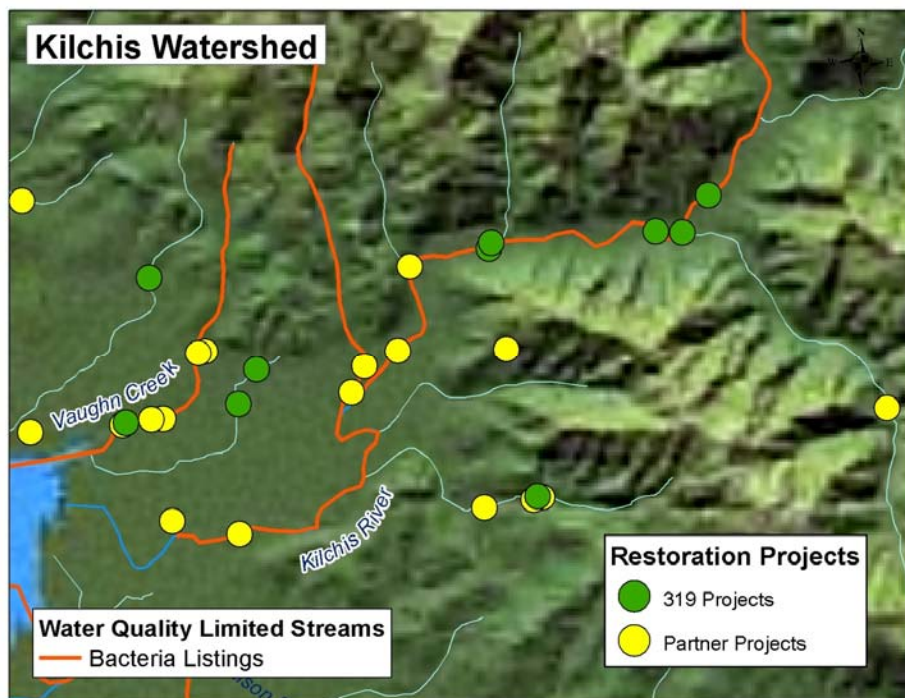 Kilchis Watershed
N
W E
S
Vaughn Creek
Kilchis River
Restoration Projects
319 Projects
Partner Projects
Water Quality Limited Streams
Bacteria Listings